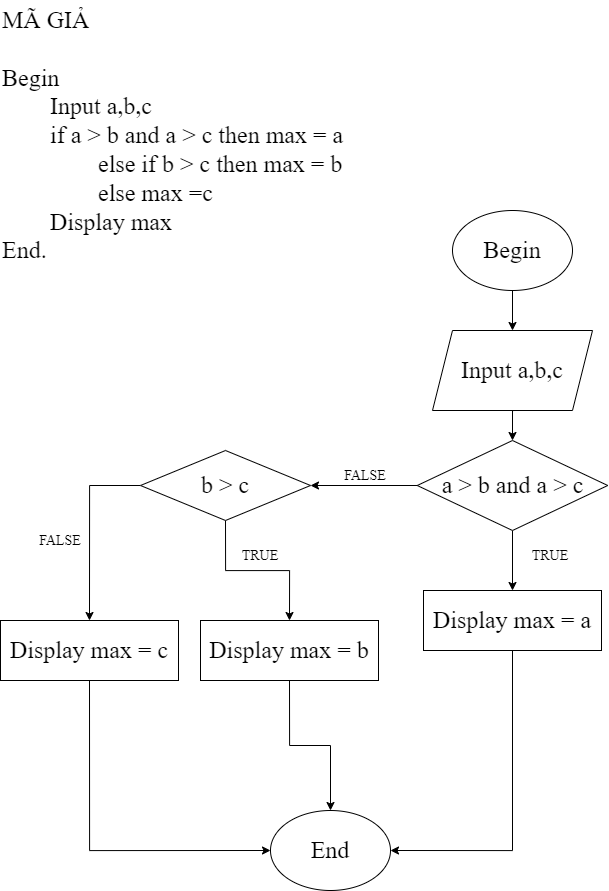 MÃ GIẢ
Begin
Input a,b,c
if a > b and a > c then max = a
else if b > c then max = b
else max =c
Display max
End.
Begin
Input a,b,c
a > b and a > c
FALSE
b > c
FALSE
TRUE
TRUE
Display max = a
Display max = c
Display max = b
End